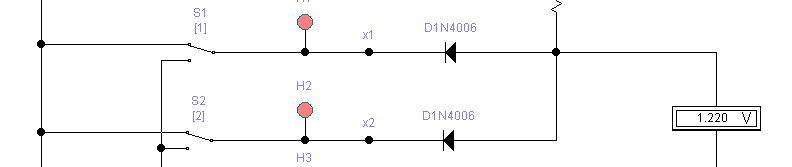 S1
[1]
x1
D1N4006
H2
S2
[2]
x2
D1N4006
1.220 V
H3